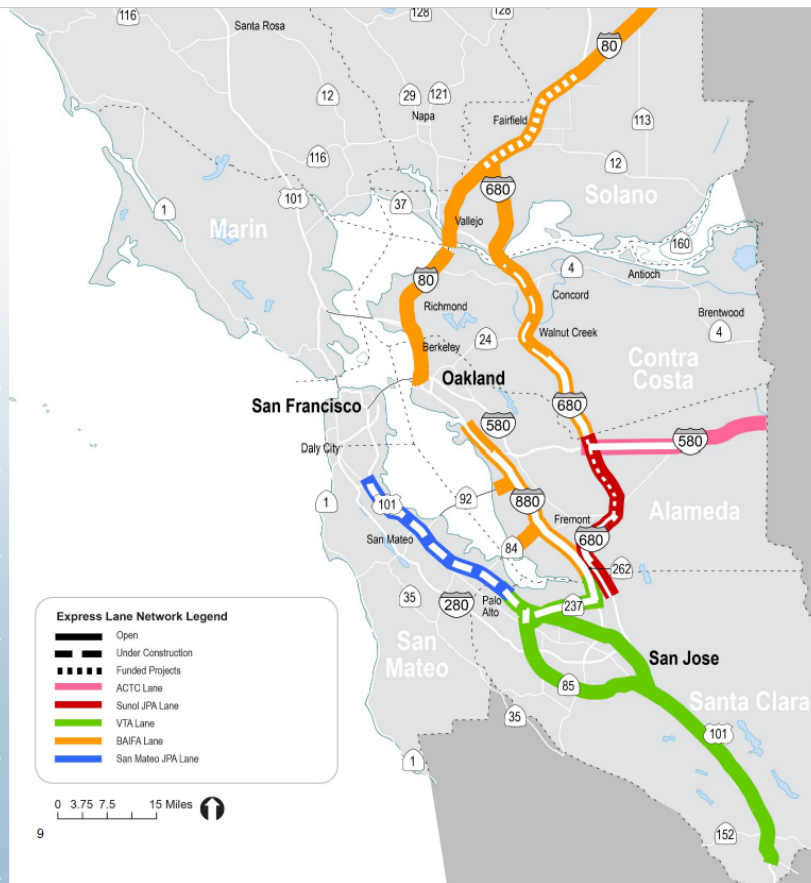 116
128
128
Santa Rosa
80
12
29
121
Napa
Fairfield
113
116
12
101
680
Solano
1
37
Marin
Vallejo
160
4
Antioch
80
Concord
Richmond
Brentwood
Walnut Creek
4
24
Berkeley
Contra
Costa
Oakland
680
San Francisco
580
580
Daly City
92
880
1
101
Alameda
Fremont
San Mateo
680
84
262
35
280
Palo
Alto
237
Express Lane Network Legend
Open
Under Construction
Funded Projects
ACTC Lane
Sunol JPA Lane
VTA Lane
BAIFA Lane
San Mateo JPA Lane
San
Mateo
San Jose
85
Santa Clara
35
101
1
0 3.75 7.5 15 Miles
152
9